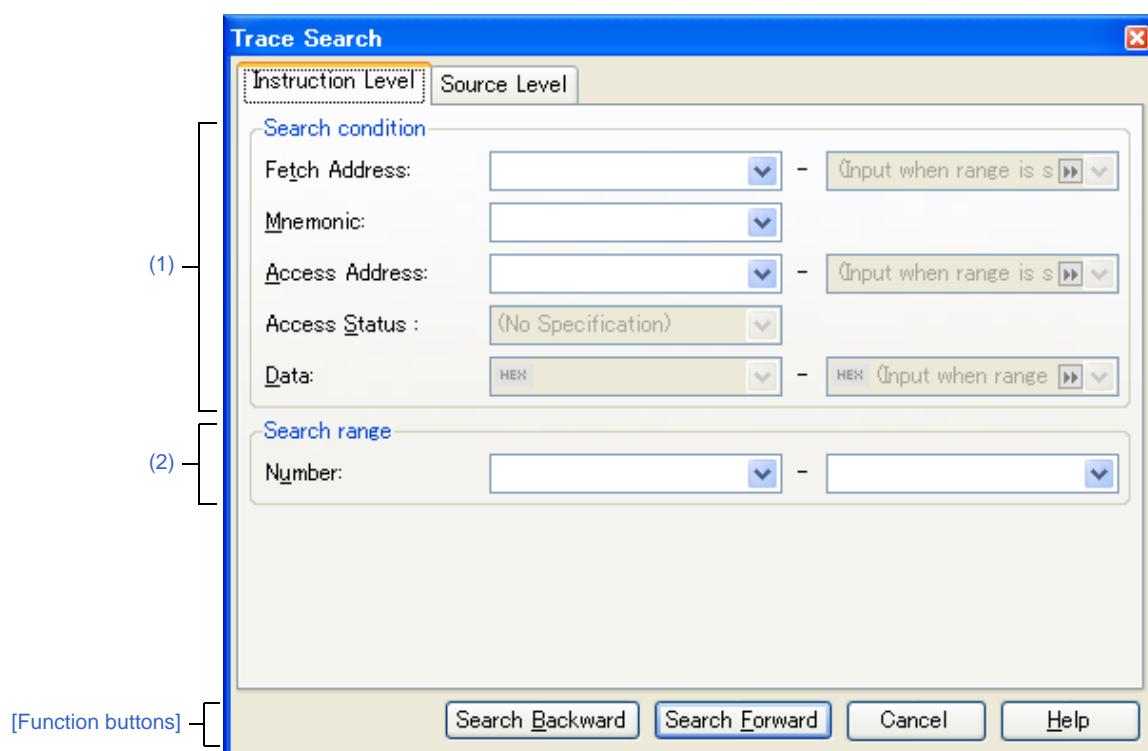 Trace Search
Instruction Level Source Level
(1)
Search condition
Fetch Address: - (Input when range is s
Mnemonic:
Access Address: - (Input when range is s
Access Status : (No Specification)
Data: HEX - HEX (Input when range
(2)
Search range
Number: -
[Function buttons]
Search Backward Search Forward Cancel Help